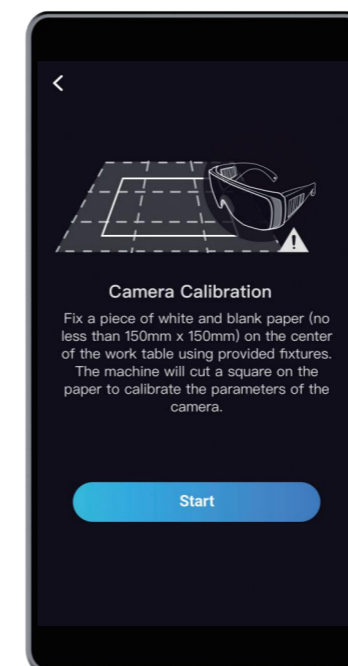 Camera Calibration
Fix a piece of white and blank paper (no
less than 150mm x 150mm) on the center
of the work table using provided fixtures.
The machine will cut a square on the
paper to calibrate the parameters of the
camera.
Start